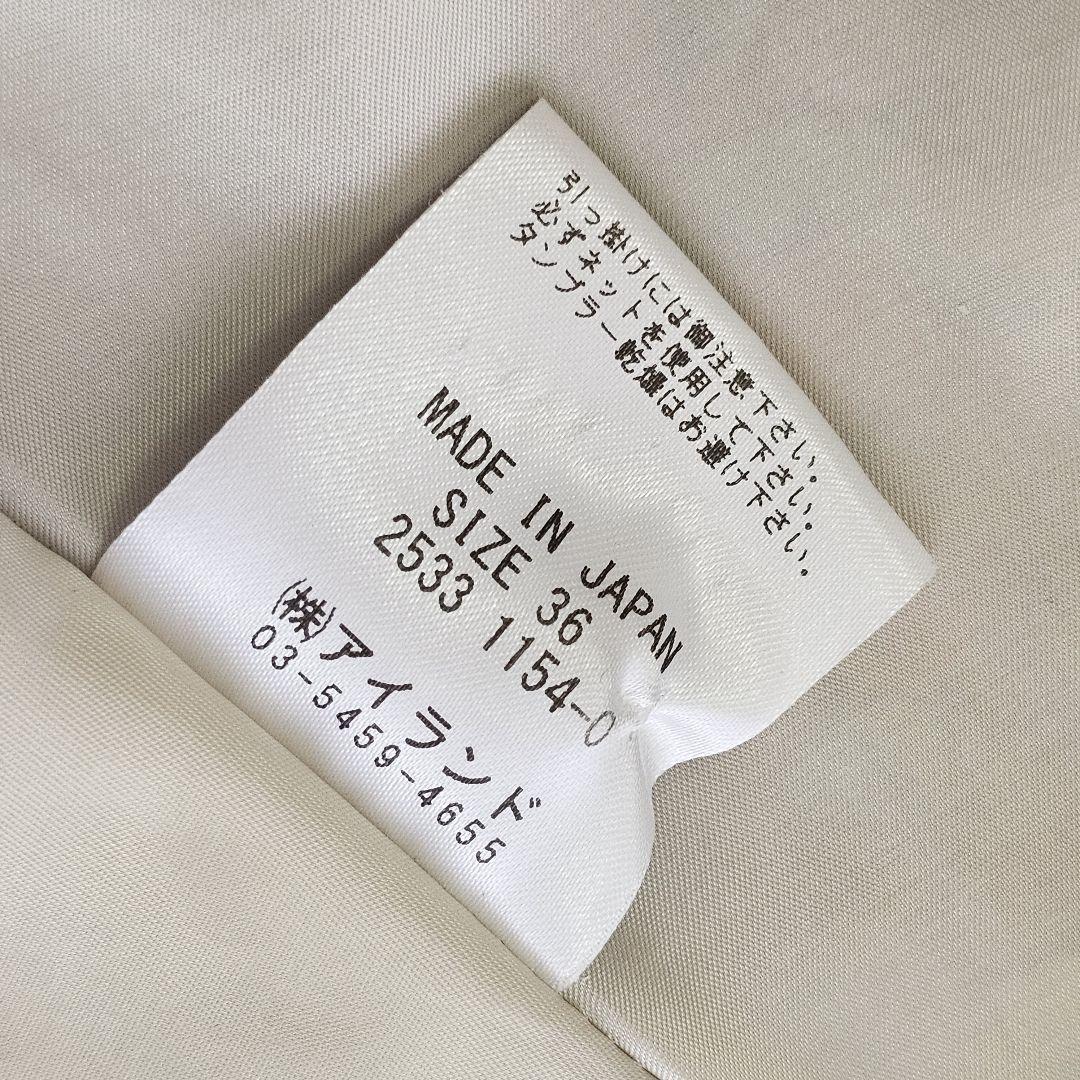 引っ掛けには御注意下さい。
必ずネットを使用して下さい。
タンブラー乾燥はお避け下さい。
MADE IN JAPAN
SIZE 36
2533 1154-0
(株)アイランド
03-5459-4655